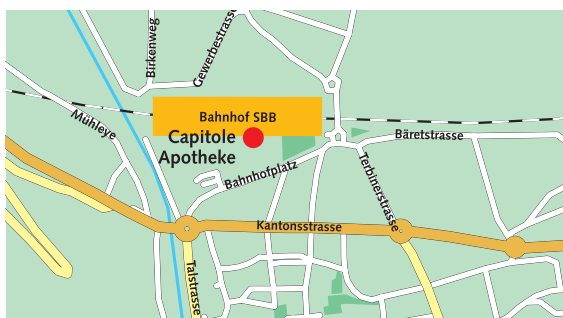 Birkenweg
Gewerbestrasse
Mühleye
Bahnhof SBB
Capitole
Apotheke
Bäretstrasse
Bahnhofplatz
Terbinerstrasse
Kantonsstrasse
Talstrasse